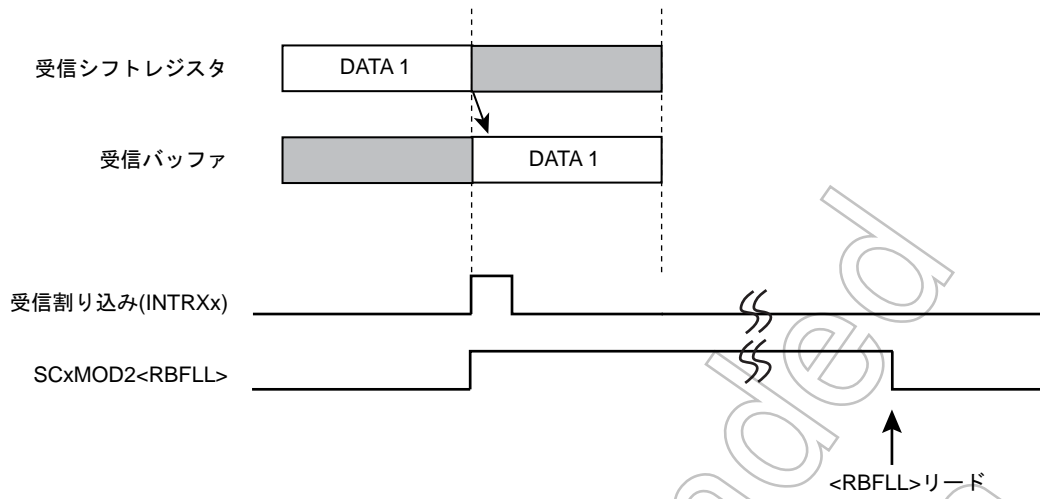 受信シフトレジスタ
DATA 1
受信バッファ
DATA 1
受信割り込み(INTRXx)
SCxMOD2<RBFLL>
<RBFLL>リード